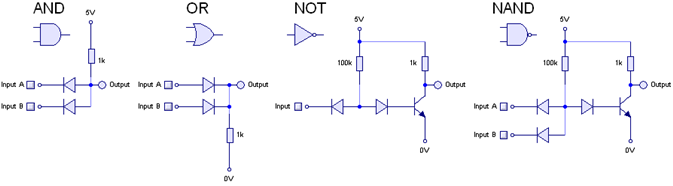 AND
5V
1k
Input A
Output
Input B
OR
Input A
Output
Input B
1k
0V
NOT
5V
100k
1k
Output
Input
0V
NAND
5V
100k
1k
Output
Input A
Input B
0V